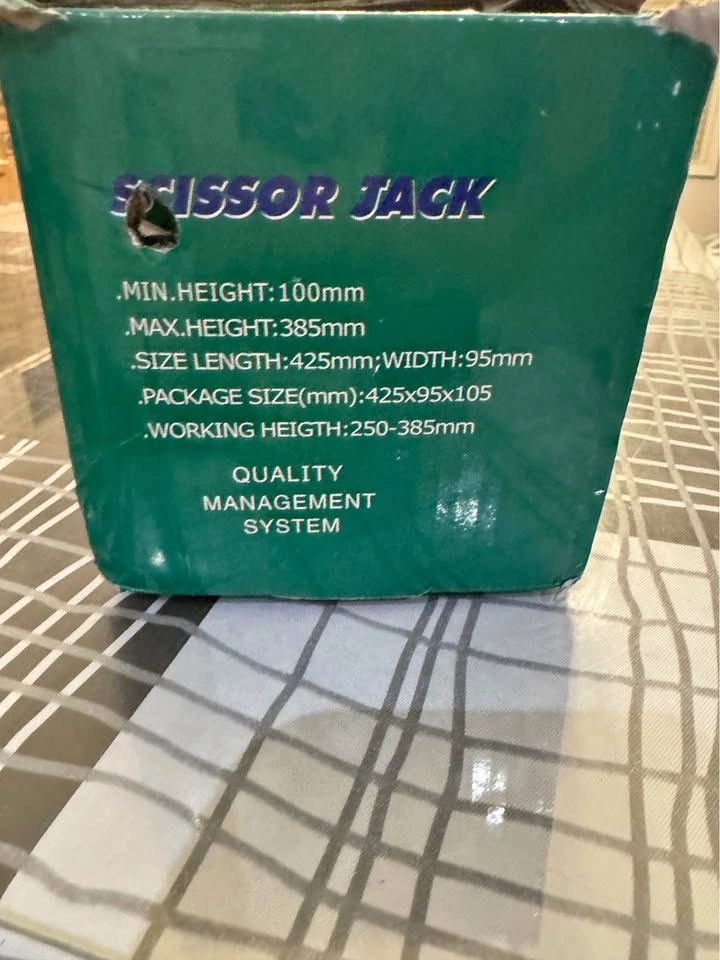 SCISSOR JACK
.MIN.HEIGHT:100mm
.MAX.HEIGHT:385mm
.SIZE LENGTH:425mm;WIDTH:95mm
.PACKAGE SIZE(mm):425x95x105
.WORKING HEIGTH:250-385mm
QUALITY
MANAGEMENT
SYSTEM